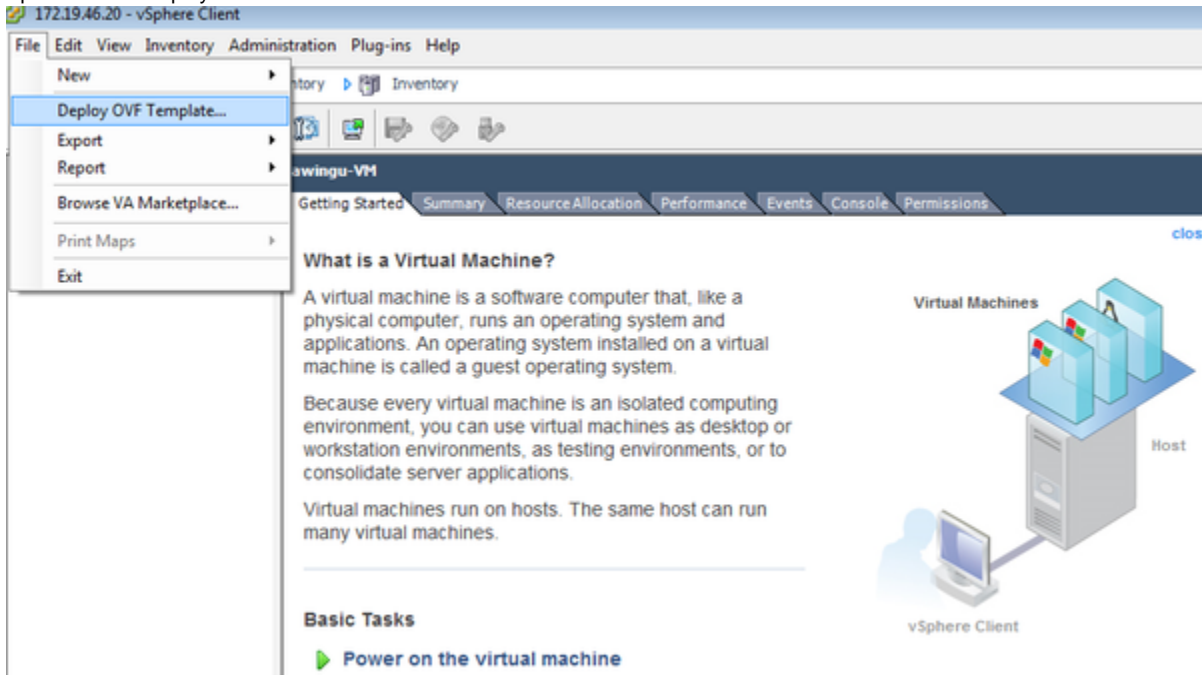 172.19.46.20 - vSphere Client
File Edit View Inventory Administration Plug-ins Help
New
Inventory
Deploy OVF Template...
Export
Report
Browse VA Marketplace...
Print Maps
Exit
awingu-VM
Getting Started Summary Resource Allocation Performance Events Console Permissions
clos
What is a Virtual Machine?
A virtual machine is a software computer that, like a
physical computer, runs an operating system and
applications. An operating system installed on a virtual
machine is called a guest operating system.
Because every virtual machine is an isolated computing
environment, you can use virtual machines as desktop or
workstation environments, as testing environments, or to
consolidate server applications.
Virtual machines run on hosts. The same host can run
many virtual machines.
Virtual Machines
Host
vSphere Client
Basic Tasks
Power on the virtual machine